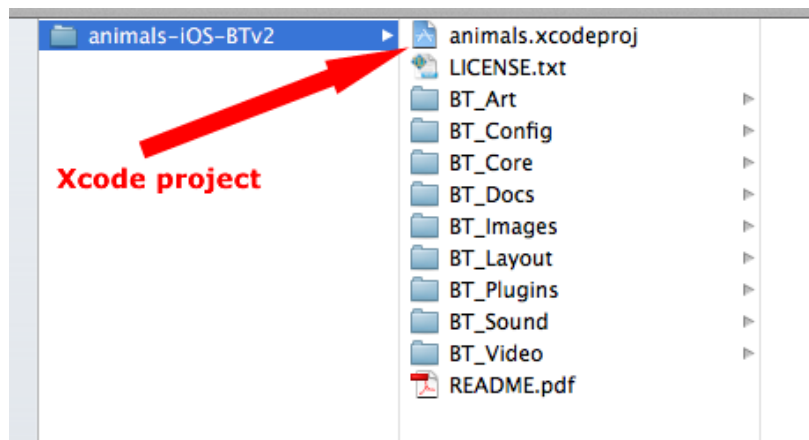 animals-iOS-BTv2
Xcode project
animals.xcodeproj
LICENSE.txt
BT_Art
BT_Config
BT_Core
BT_Docs
BT_Images
BT_Layout
BT_Plugins
BT_Sound
BT_Video
README.pdf